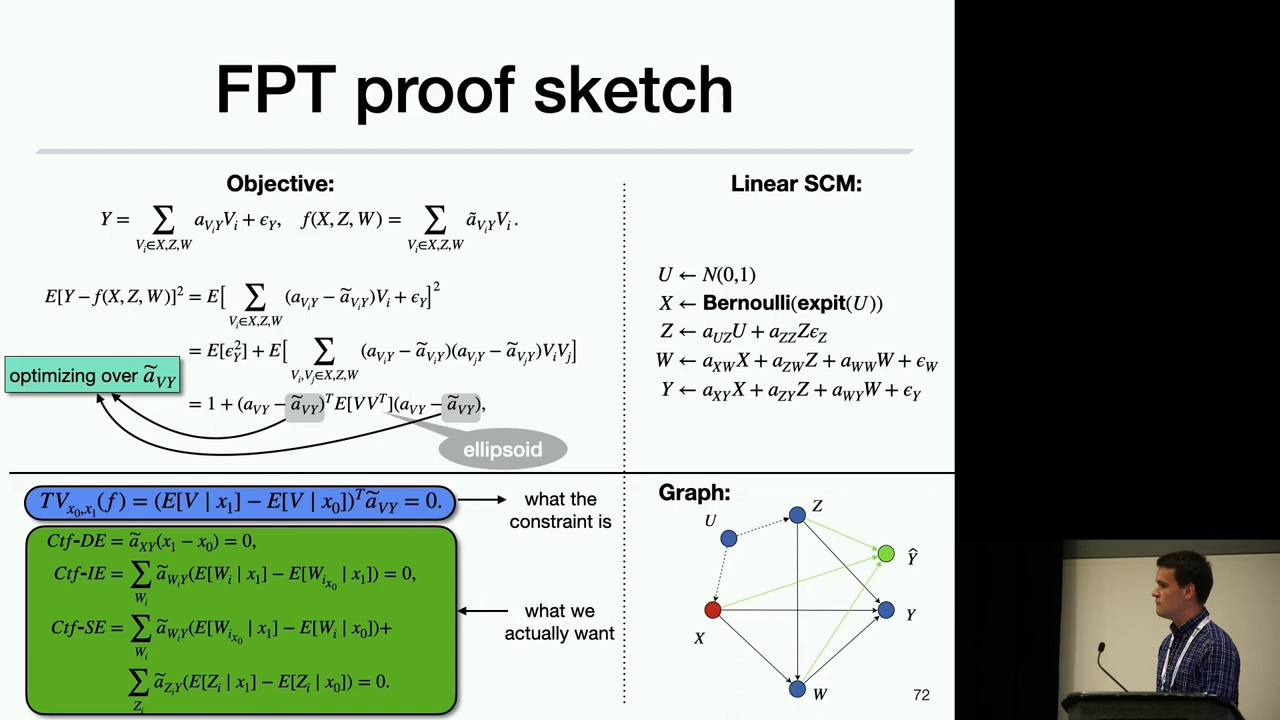 FPT proof sketch
Objective:
Y = ∑_{V_i∈X,Z,W} a_{V_iY}V_i + ϵ_Y,   f(X,Z,W) = ∑_{V_i∈X,Z,W} ã_{V_iY}V_i.
E[Y − f(X,Z,W)]² = E[ ∑_{V_i∈X,Z,W} (a_{V_iY} − ã_{V_iY})V_i + ϵ_Y]²
= E[ϵ_Y²] + E[ ∑_{V_i,V_j∈X,Z,W} (a_{V_iY} − ã_{V_iY})(a_{V_jY} − ã_{V_jY})V_iV_j]
optimizing over ã_{VY}
= 1 + (a_{VY} − ã_{VY})^T E[VV^T](a_{VY} − ã_{VY}),
ellipsoid
Linear SCM:
U ← N(0,1)
X ← Bernoulli(expit(U))
Z ← a_{UZ}U + a_{ZZ}Zϵ_Z
W ← a_{XW}X + a_{ZW}Z + a_{WW}W + ϵ_W
Y ← a_{XY}X + a_{ZY}Z + a_{WY}W + ϵ_Y
TV_{x_0,x_1}(f) = (E[V ∣ x_1] − E[V ∣ x_0])^T ã_{VY} = 0.
what the
constraint is
Ctf-DE = ã_{XY}(x_1 − x_0) = 0,
Ctf-IE = ∑_{W_i} ã_{W_iY}(E[W_i ∣ x_1] − E[W_{i_{x_0}} ∣ x_1]) = 0,
Ctf-SE = ∑_{W_i} ã_{W_iY}(E[W_{i_{x_0}} ∣ x_1] − E[W_i ∣ x_0])+
∑_{Z_i} ã_{Z_iY}(E[Z_i ∣ x_1] − E[Z_i ∣ x_0]) = 0.
what we
actually want
Graph:
Z
U
Ŷ
Y
X
W
72